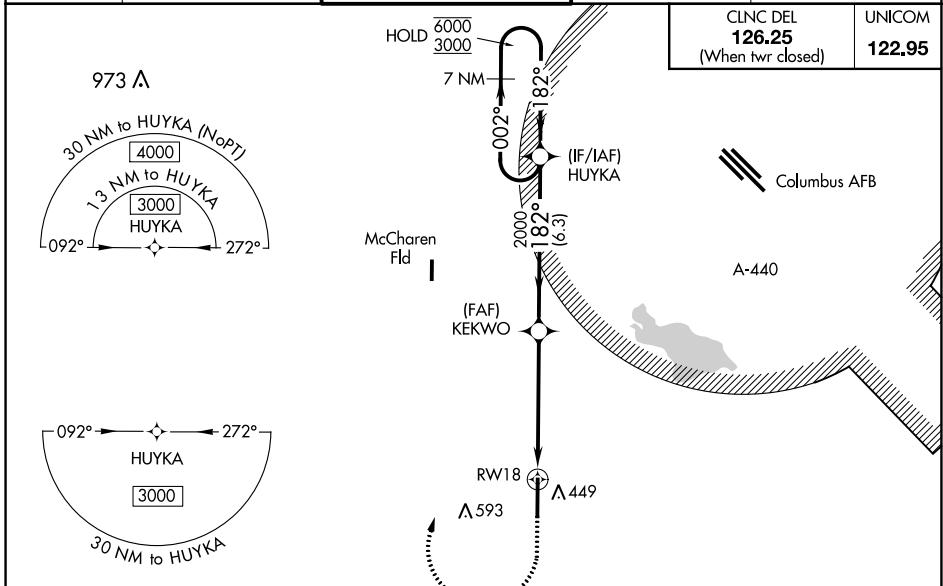 CLNC DEL
126.25
(When twr closed)
UNICOM
122.95
HOLD 6000
3000
7 NM
002°
182°
(IF/IAF)
HUYKA
2000
182°
(6.3)
973
30 NM to HUYKA (NoPT)
4000
13 NM to HUYKA
3000
HUYKA
092°
272°
McCharen
Fld
Columbus AFB
A-440
(FAF)
KEKWO
092°
272°
HUYKA
3000
30 NM to HUYKA
RW18
449
593